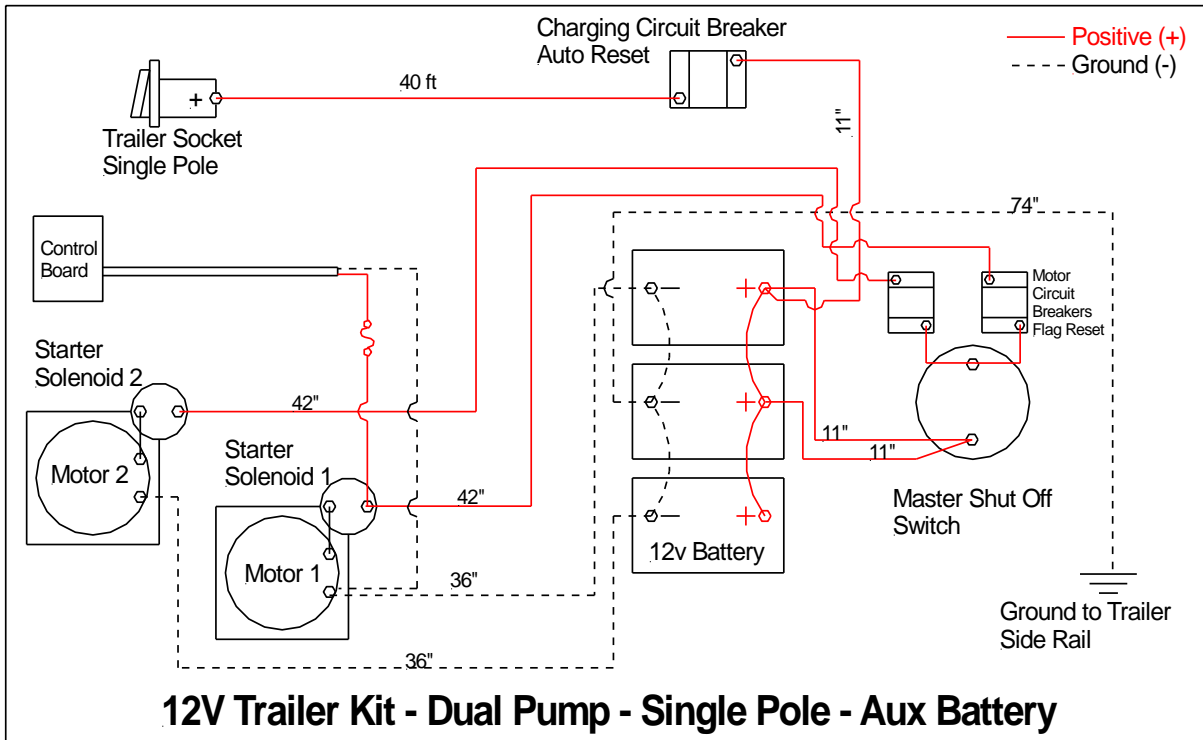 Charging Circuit Breaker
Auto Reset
Positive (+)
Ground (-)
40 ft
+
Trailer Socket
Single Pole
11"
74"
Control
Board
Motor
Circuit
Breakers
Flag Reset
Starter
Solenoid 2
42"
Motor 2
Starter
Solenoid 1
42"
Motor 1
36"
36"
− +
− +
− +
12v Battery
11"
11"
Master Shut Off
Switch
Ground to Trailer
Side Rail
12V Trailer Kit - Dual Pump - Single Pole - Aux Battery